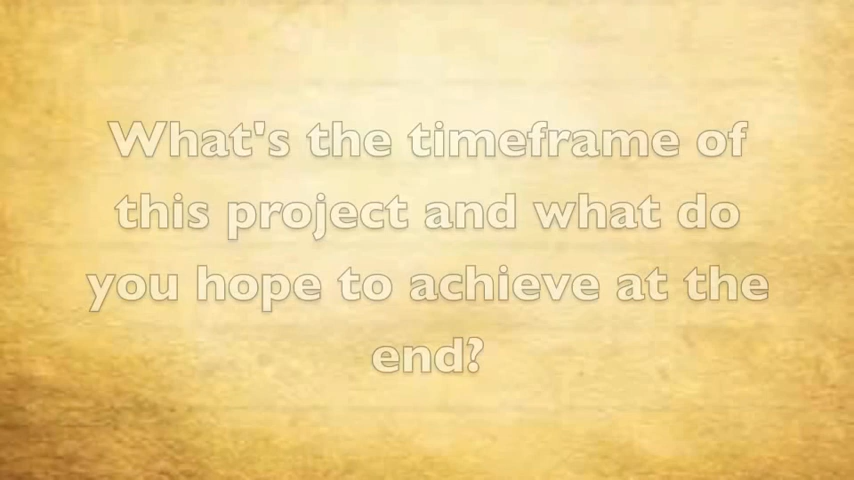 What's the timeframe of
this project and what do
you hope to achieve at the
end?